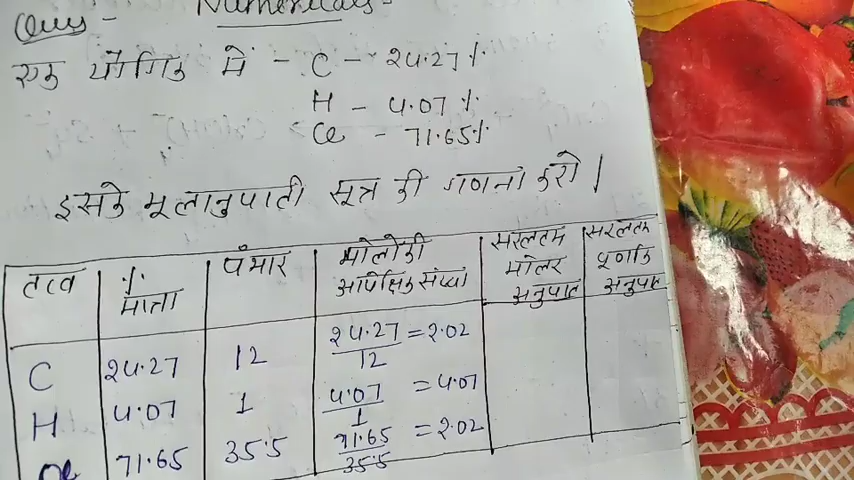 Ques - Numericals -
एक यौगिक में - C - 24.27%
H - 4.07%
Cl - 71.65%
इसके मूलानुपाती सूत्र की गणना करो |
तत्व % मात्रा प.भार मोलो की आपेक्षिक संख्या सरलतम मोलर अनुपात सरलतम पूर्णांक अनुपात
C 24.27 12 24.27/12 = 2.02
H 4.07 1 4.07/1 = 4.07
Cl 71.65 35.5 71.65/35.5 = 2.02